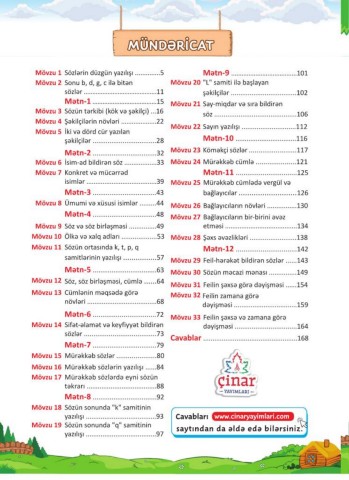 MÜNDƏRİCAT
Mövzu 1 Sözlərin düzgün yazılışı ............5
Mövzu 2 Sonu b, d, g, c ilə bitən
sözlər .................................11
Mətn-1 .................................15
Mövzu 3 Sözün tərkibi (kök və şəkilçi) ...16
Mövzu 4 Şəkilçilərin növləri ................22
Mövzu 5 İki və dörd cür yazılan
şəkilçilər .............................28
Mətn-2 .................................32
Mövzu 6 İsim-ad bildirən söz ..............33
Mövzu 7 Konkret və mücərrəd
isimlər ................................39
Mətn-3 .................................43
Mövzu 8 Ümumi və xüsusi isimlər ........44
Mətn-4 .................................48
Mövzu 9 Söz və söz birləşməsi ............49
Mövzu 10 Ölkə və xalq adları ................53
Mövzu 11 Sözün ortasında k, t, p, q
samitlərinin yazılışı ...............57
Mətn-5 .................................63
Mövzu 12 Söz, söz birləşməsi, cümlə ......64
Mövzu 13 Cümlənin məqsədə görə
növləri ................................68
Mətn-6 .................................72
Mövzu 14 Sifət-əlamət və keyfiyyət bildirən
sözlər .................................73
Mətn-7 .................................79
Mövzu 15 Mürəkkəb sözlər ..................80
Mövzu 16 Mürəkkəb sözlərin yazılışı ......84
Mövzu 17 Mürəkkəb sözlərdə eyni sözün
təkrarı ................................88
Mətn-8 .................................92
Mövzu 18 Sözün sonunda "k" samitinin
yazılışı ...............................93
Mövzu 19 Sözün sonunda "q" samitinin
yazılışı ...............................97
Mətn-9 .................................101
Mövzu 20 "L" samiti ilə başlayan
şəkilçilər .............................102
Mövzu 21 Say-miqdar və sıra bildirən
söz ....................................106
Mövzu 22 Sayın yazılışı .....................112
Mətn-10 ................................116
Mövzu 23 Köməkçi sözlər ....................117
Mövzu 24 Mürəkkəb cümlə ...................121
Mətn-11 ................................125
Mövzu 25 Mürəkkəb cümlədə vergül və
bağlayıcılar ...........................126
Mövzu 26 Bağlayıcıların növləri ............130
Mövzu 27 Bağlayıcıların bir-birini əvəz
etməsi .................................134
Mövzu 28 Şəxs əvəzlikləri ...................138
Mətn-12 ................................142
Mövzu 29 Feil-hərəkət bildirən sözlər .....143
Mövzu 30 Sözün məcazi mənası .............149
Mövzu 31 Feilin şəxsə görə dəyişməsi .....154
Mövzu 32 Feilin zamana görə
dəyişməsi ..............................159
Mövzu 33 Feilin şəxsə və zamana görə
dəyişməsi ..............................164
Cavablar ...............................168
çinar
YAYIMLARI
Cavabları www.cinaryayimlari.com
saytından da əldə edə bilərsiniz.